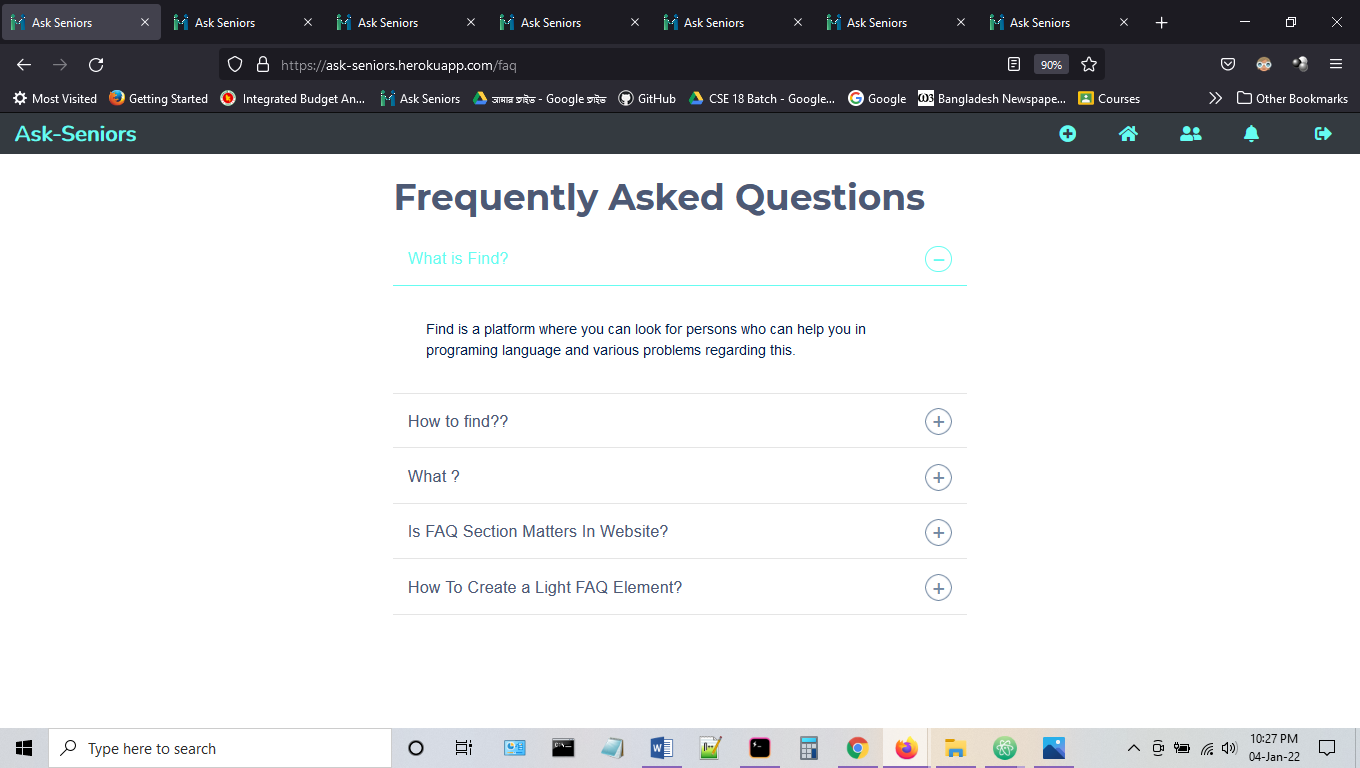 Ask Seniors
Ask Seniors
Ask Seniors
Ask Seniors
Ask Seniors
Ask Seniors
Ask Seniors
https://ask-seniors.herokuapp.com/faq
90%
Most Visited
Getting Started
Integrated Budget An...
Ask Seniors
আমার ড্রাইভ - Google ড্রাইভ
GitHub
CSE 18 Batch - Google...
Google
Bangladesh Newspape...
Courses
Other Bookmarks
Ask-Seniors
Frequently Asked Questions
What is Find?
Find is a platform where you can look for persons who can help you in
programing language and various problems regarding this.
How to find??
What ?
Is FAQ Section Matters In Website?
How To Create a Light FAQ Element?
Type here to search
10:27 PM
04-Jan-22